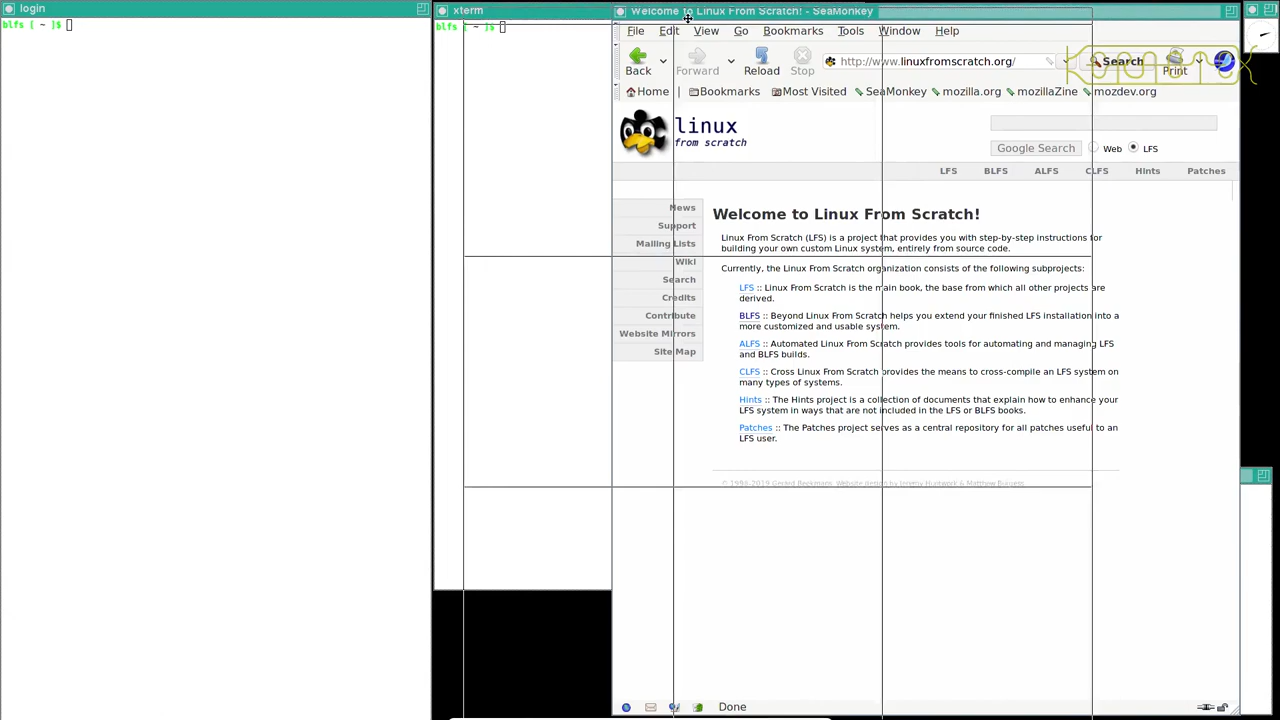 login
blfs [ ~ ]$
xterm
blfs [ ~ ]$
Welcome to Linux From Scratch! - SeaMonkey
File Edit View Go Bookmarks Tools Window Help
Back Forward Reload Stop http://www.linuxfromscratch.org/ Search Print
Home Bookmarks Most Visited SeaMonkey mozilla.org mozillaZine mozdev.org
linux
from scratch
Google Search Web LFS
LFS BLFS ALFS CLFS Hints Patches
News
Support
Mailing Lists
Wiki
Search
Credits
Contribute
Website Mirrors
Site Map
Welcome to Linux From Scratch!
Linux From Scratch (LFS) is a project that provides you with step-by-step instructions for
building your own custom Linux system, entirely from source code.
Currently, the Linux From Scratch organization consists of the following subprojects:
LFS :: Linux From Scratch is the main book, the base from which all other projects are
derived.
BLFS :: Beyond Linux From Scratch helps you extend your finished LFS installation into a
more customized and usable system.
ALFS :: Automated Linux From Scratch provides tools for automating and managing LFS
and BLFS builds.
CLFS :: Cross Linux From Scratch provides the means to cross-compile an LFS system on
many types of systems.
Hints :: The Hints project is a collection of documents that explain how to enhance your
LFS system in ways that are not included in the LFS or BLFS books.
Patches :: The Patches project serves as a central repository for all patches useful to an
LFS user.
© 1998-2019 Gerard Beekmans. Website design by Jeremy Huntwork & Matthew Burgess
Done